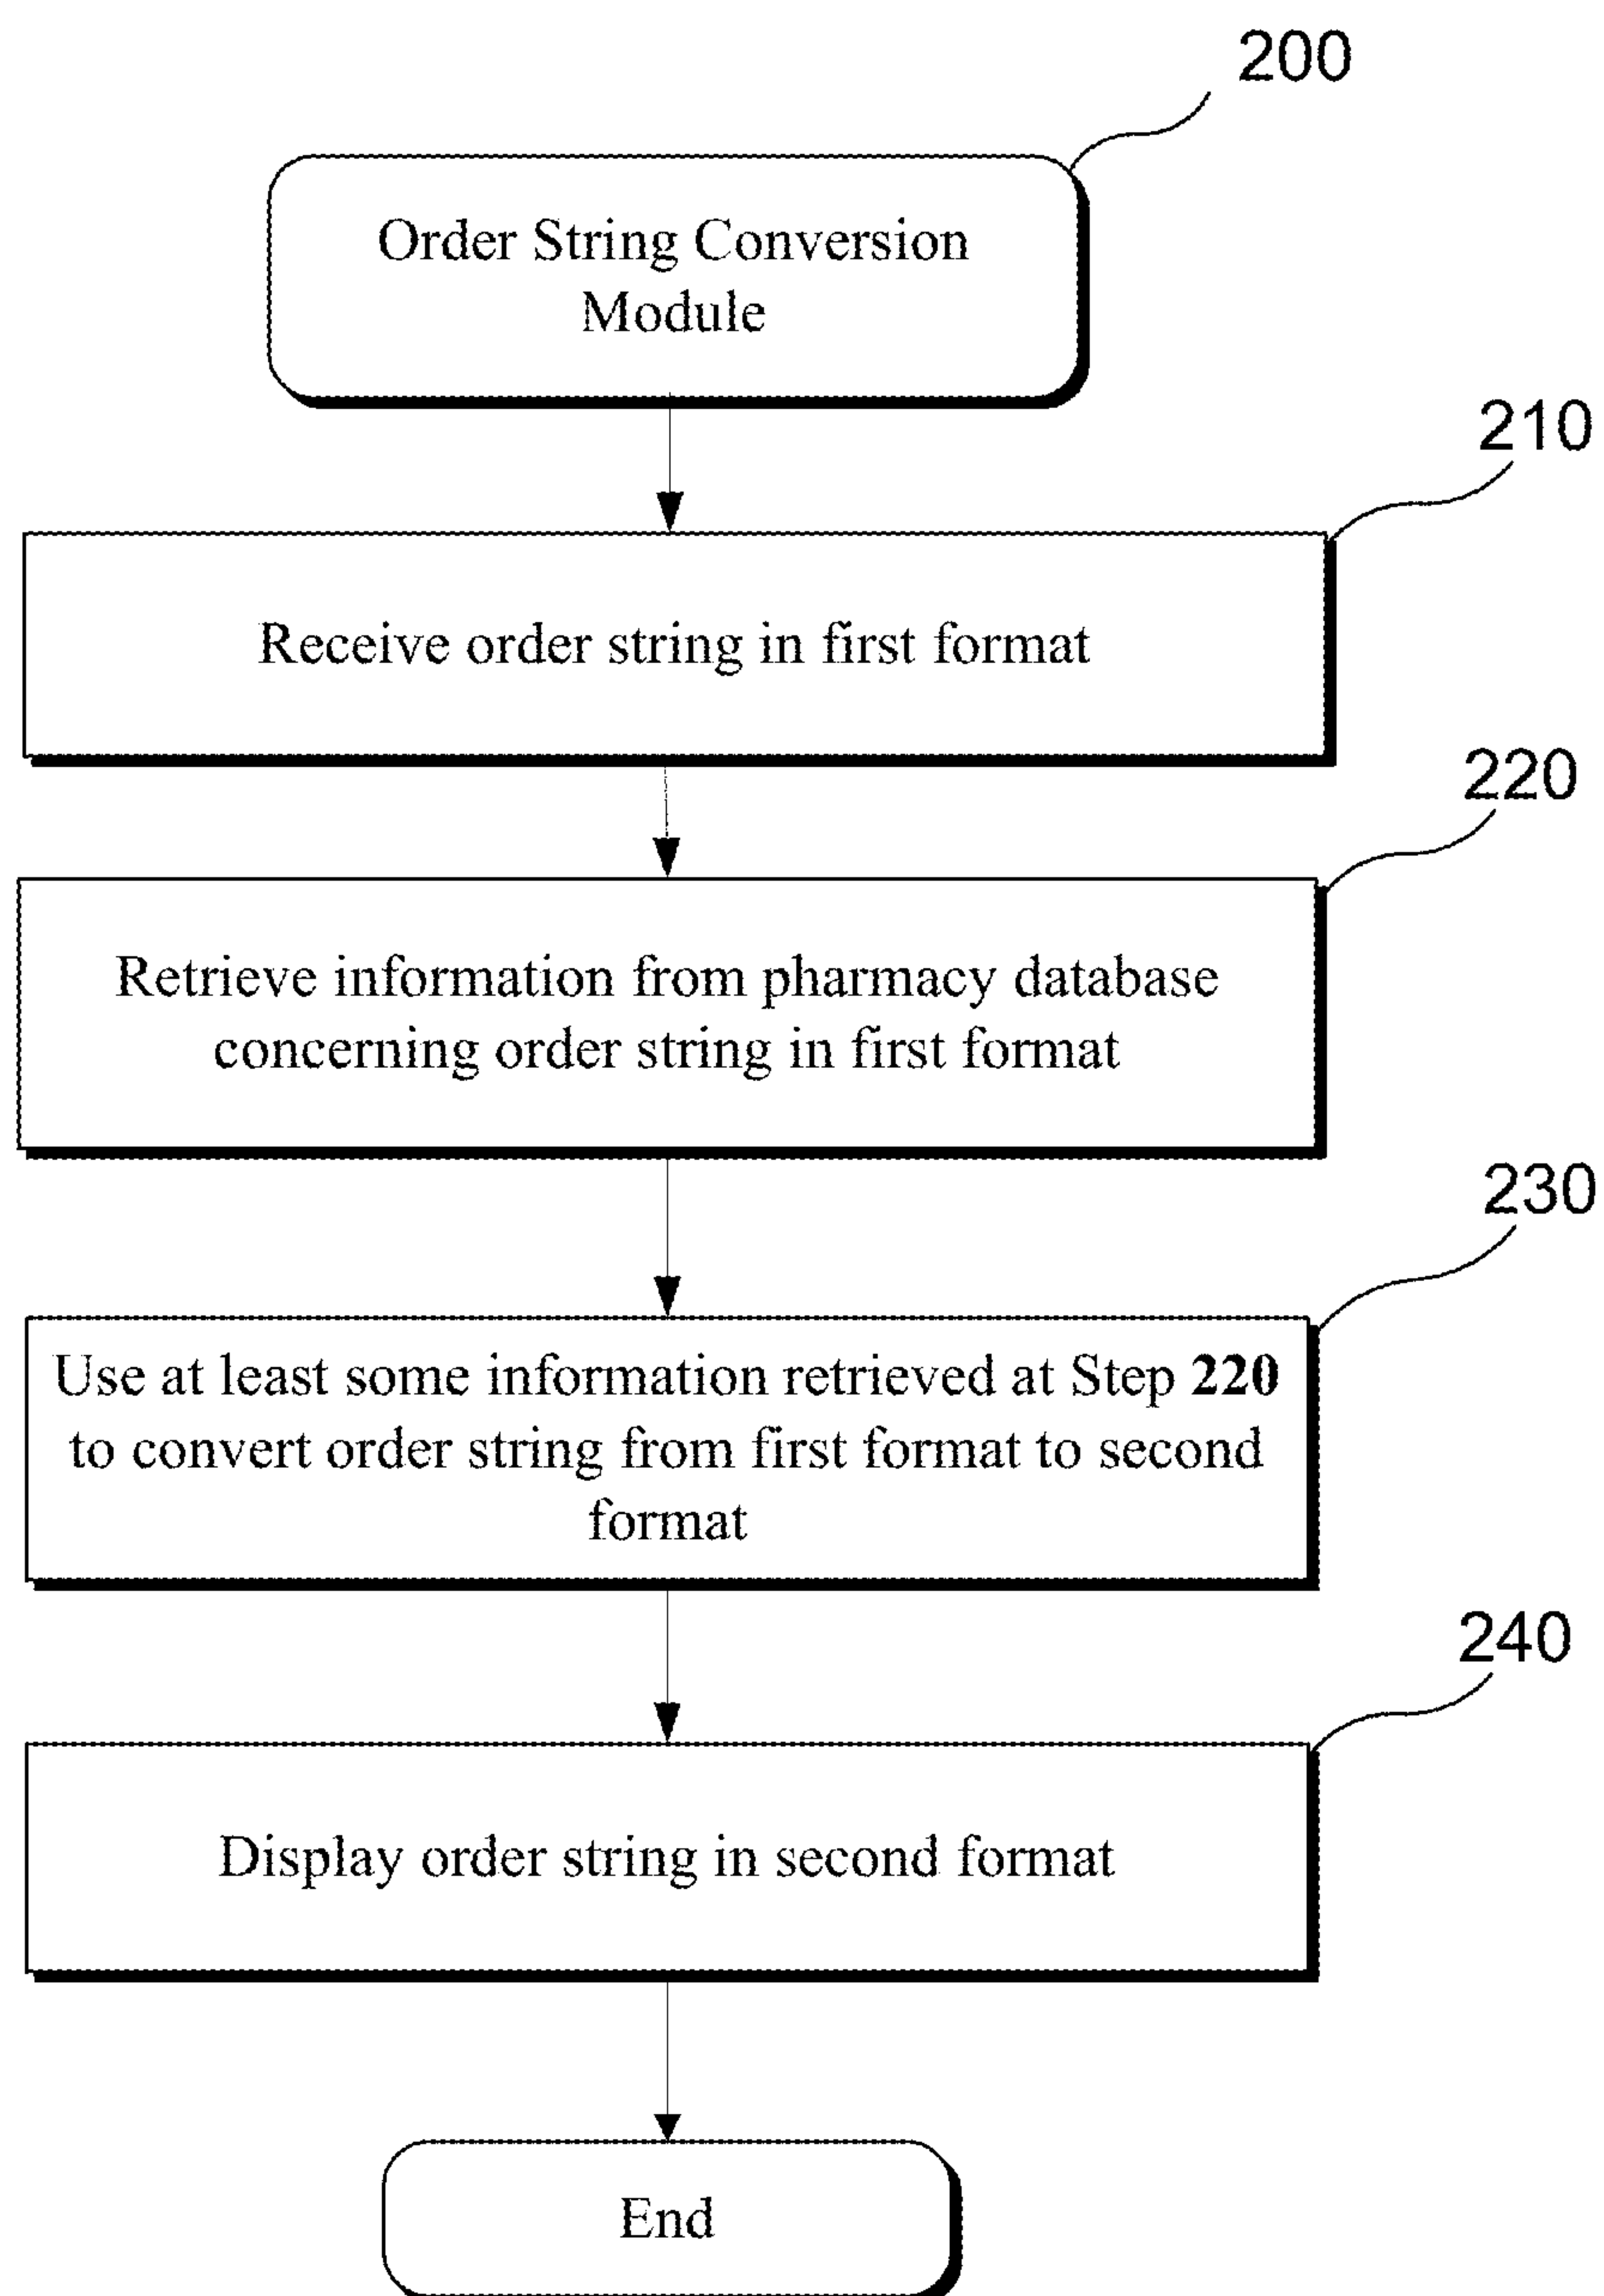 200
Order String Conversion
Module
210
Receive order string in first format
220
Retrieve information from pharmacy database
concerning order string in first format
230
Use at least some information retrieved at Step 220
to convert order string from first format to second
format
240
Display order string in second format
End